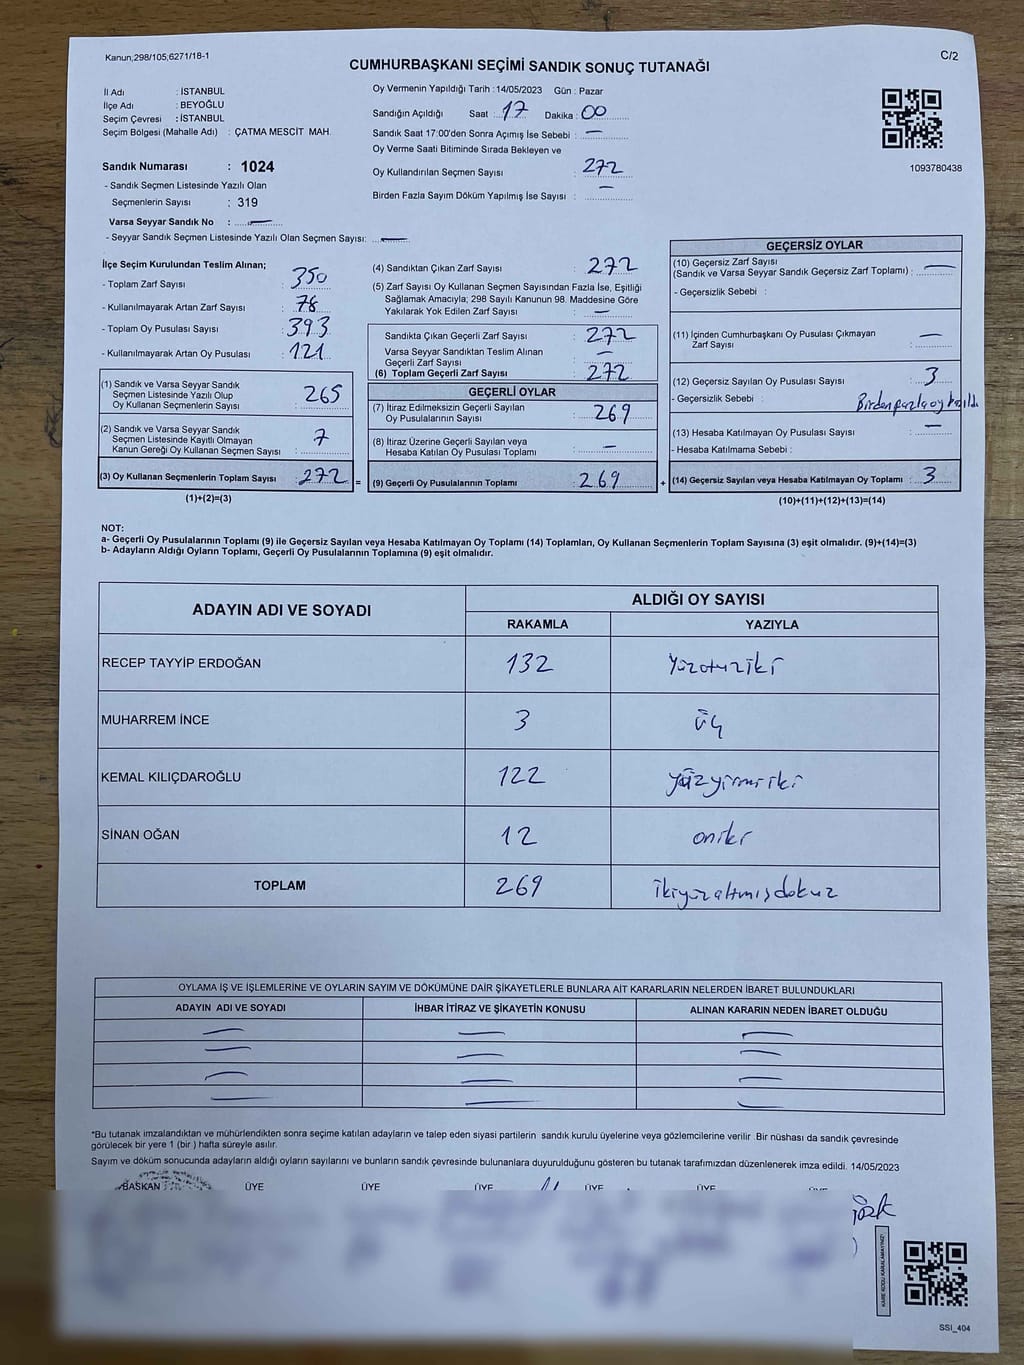 Kanun,298/105;6271/18-1
C/2
CUMHURBAŞKANI SEÇİMİ SANDIK SONUÇ TUTANAĞI
İl Adı : İSTANBUL
İlçe Adı : BEYOĞLU
Seçim Çevresi : İSTANBUL
Seçim Bölgesi (Mahalle Adı) : ÇATMA MESCİT MAH.
Sandık Numarası : 1024
- Sandık Seçmen Listesinde Yazılı Olan
Seçmenlerin Sayısı : 319
Varsa Seyyar Sandık No : —
- Seyyar Sandık Seçmen Listesinde Yazılı Olan Seçmen Sayısı: —
Oy Vermenin Yapıldığı Tarih : 14/05/2023 Gün : Pazar
Sandığın Açıldığı Saat : 17 Dakika : 00
Sandık Saat 17:00'den Sonra Açımış İse Sebebi : —
Oy Verme Saati Bitiminde Sırada Bekleyen ve
Oy Kullandırılan Seçmen Sayısı : 272
Birden Fazla Sayım Döküm Yapılmış İse Sayısı : —
1093780438
İlçe Seçim Kurulundan Teslim Alınan;
- Toplam Zarf Sayısı : 350
- Kullanılmayarak Artan Zarf Sayısı : 78
- Toplam Oy Pusulası Sayısı : 393
- Kullanılmayarak Artan Oy Pusulası : 121
(1) Sandık ve Varsa Seyyar Sandık
Seçmen Listesinde Yazılı Olup
Oy Kullanan Seçmenlerin Sayısı : 265
(2) Sandık ve Varsa Seyyar Sandık
Seçmen Listesinde Kayıtlı Olmayan
Kanun Gereği Oy Kullanan Seçmen Sayısı : 7
(3) Oy Kullanan Seçmenlerin Toplam Sayısı : 272 =
(1)+(2)=(3)
(4) Sandıktan Çıkan Zarf Sayısı : 272
(5) Zarf Sayısı Oy Kullanan Seçmen Sayısından Fazla İse, Eşitliği
Sağlamak Amacıyla; 298 Sayılı Kanunun 98. Maddesine Göre
Yakılarak Yok Edilen Zarf Sayısı : —
Sandıkta Çıkan Geçerli Zarf Sayısı : 272
Varsa Seyyar Sandıktan Teslim Alınan
Geçerli Zarf Sayısı : —
(6) Toplam Geçerli Zarf Sayısı : 272
GEÇERLİ OYLAR
(7) İtiraz Edilmeksizin Geçerli Sayılan
Oy Pusulalarının Sayısı : 269
(8) İtiraz Üzerine Geçerli Sayılan veya
Hesaba Katılan Oy Pusulası Toplamı : —
(9) Geçerli Oy Pusulalarının Toplamı : 269 +
GEÇERSİZ OYLAR
(10) Geçersiz Zarf Sayısı
(Sandık ve Varsa Seyyar Sandık Geçersiz Zarf Toplamı) : —
- Geçersizlik Sebebi :
(11) İçinden Cumhurbaşkanı Oy Pusulası Çıkmayan
Zarf Sayısı : —
(12) Geçersiz Sayılan Oy Pusulası Sayısı : 3
- Geçersizlik Sebebi : Birden fazla oy basıldı
(13) Hesaba Katılmayan Oy Pusulası Sayısı : —
- Hesaba Katılmama Sebebi :
(14) Geçersiz Sayılan veya Hesaba Katılmayan Oy Toplamı : 3
(10)+(11)+(12)+(13)=(14)
NOT:
a- Geçerli Oy Pusulalarının Toplamı (9) ile Geçersiz Sayılan veya Hesaba Katılmayan Oy Toplamı (14) Toplamları, Oy Kullanan Seçmenlerin Toplam Sayısına (3) eşit olmalıdır. (9)+(14)=(3)
b- Adayların Aldığı Oyların Toplamı, Geçerli Oy Pusulalarının Toplamına (9) eşit olmalıdır.
ADAYIN ADI VE SOYADI ALDIĞI OY SAYISI
RAKAMLA YAZIYLA
RECEP TAYYİP ERDOĞAN 132 Yüzotuziki
MUHARREM İNCE 3 üç
KEMAL KILIÇDAROĞLU 122 yüzyirmiiki
SİNAN OĞAN 12 oniki
TOPLAM 269 ikiyüzaltmışdokuz
OYLAMA İŞ VE İŞLEMLERİNE VE OYLARIN SAYIM VE DÖKÜMÜNE DAİR ŞİKAYETLERLE BUNLARA AİT KARARLARIN NELERDEN İBARET BULUNDUKLARI
ADAYIN ADI VE SOYADI İHBAR İTİRAZ VE ŞİKAYETİN KONUSU ALINAN KARARIN NEDEN İBARET OLDUĞU
— — —
— — —
— — —
— — —
*Bu tutanak imzalandıktan ve mühürlendikten sonra seçime katılan adayların ve talep eden siyasi partilerin sandık kurulu üyelerine veya gözlemcilerine verilir .Bir nüshası da sandık çevresinde
görülecek bir yere 1 (bir ) hafta süreyle asılır.
Sayım ve döküm sonucunda adayların aldığı oyların sayılarını ve bunların sandık çevresinde bulunanlara duyurulduğunu gösteren bu tutanak tarafımızdan düzenlenerek imza edildi. 14/05/2023
BAŞKAN ÜYE ÜYE ÜYE ÜYE ÜYE
KARE KODU KARALAMAYINIZ!
SSI_404